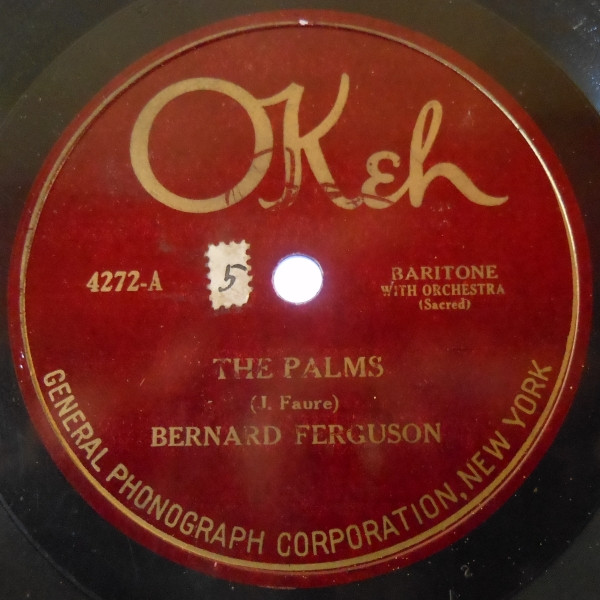 OKeh
4272-A
5
BARITONE
WITH ORCHESTRA
(Sacred)
THE PALMS
(J. Faure)
BERNARD FERGUSON
GENERAL PHONOGRAPH CORPORATION, NEW YORK